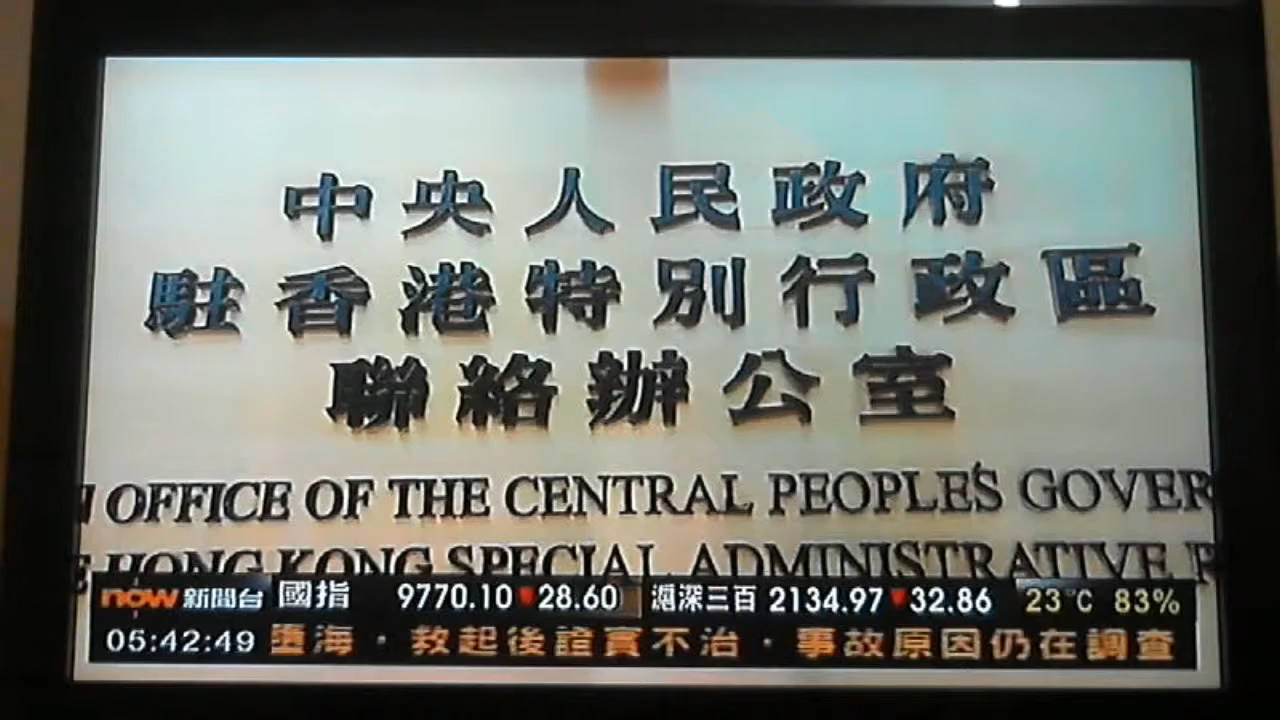 中央人民政府
駐香港特別行政區
聯絡辦公室
OFFICE OF THE CENTRAL PEOPLE'S GOVER
HONG KONG SPECIAL ADMINISTRATIVE
now 新聞台 國指 9770.10 ▼28.60 滬深三百 2134.97 ▼32.86 23°C 83%
05:42:49 墮海．救起後證實不治．事故原因仍在調查